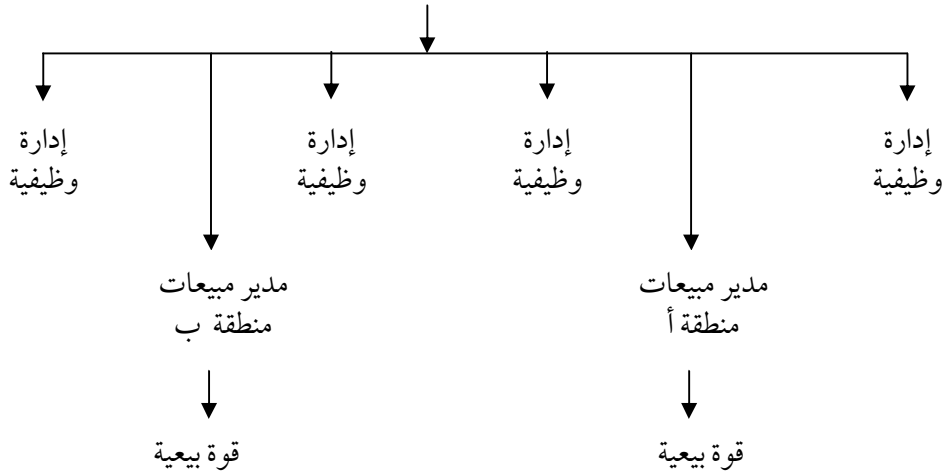 إدارة
وظيفية
إدارة
وظيفية
إدارة
وظيفية
إدارة
وظيفية
مدير مبيعات
منطقة أ
مدير مبيعات
منطقة ب
قوة بيعية
قوة بيعية